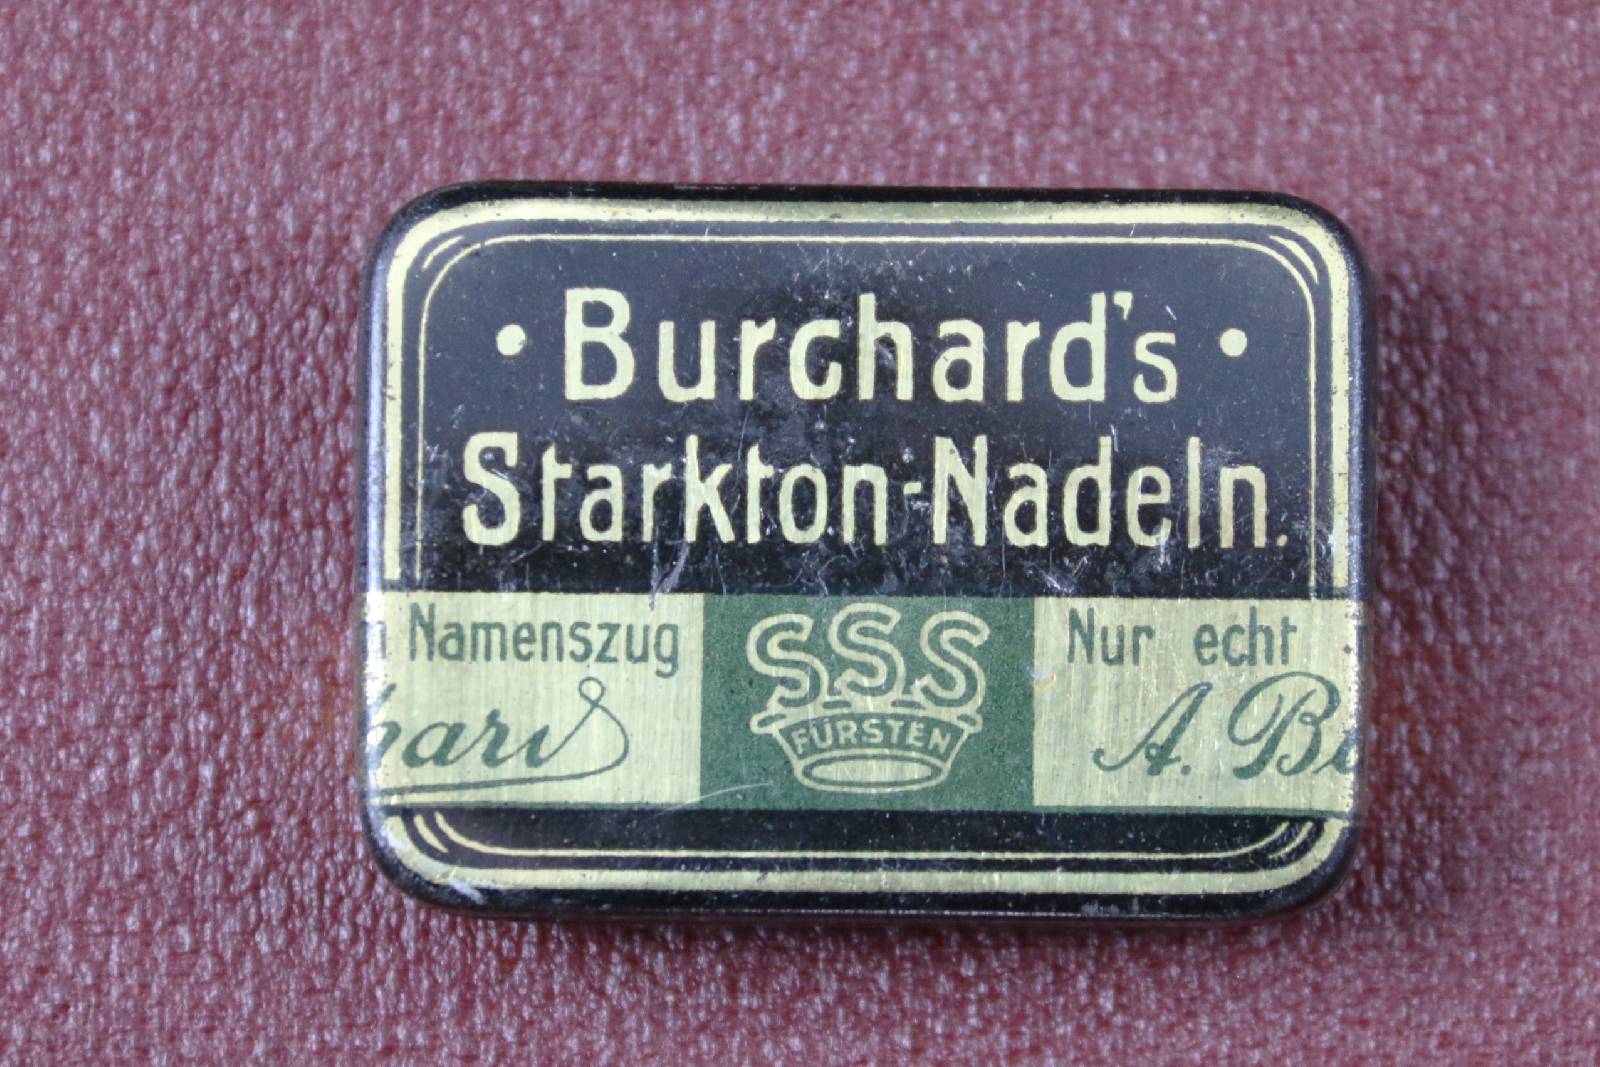 • Burchard's •
Starkton-Nadeln.
Namenszug
SSS
FÜRSTEN
Nur echt
A. B